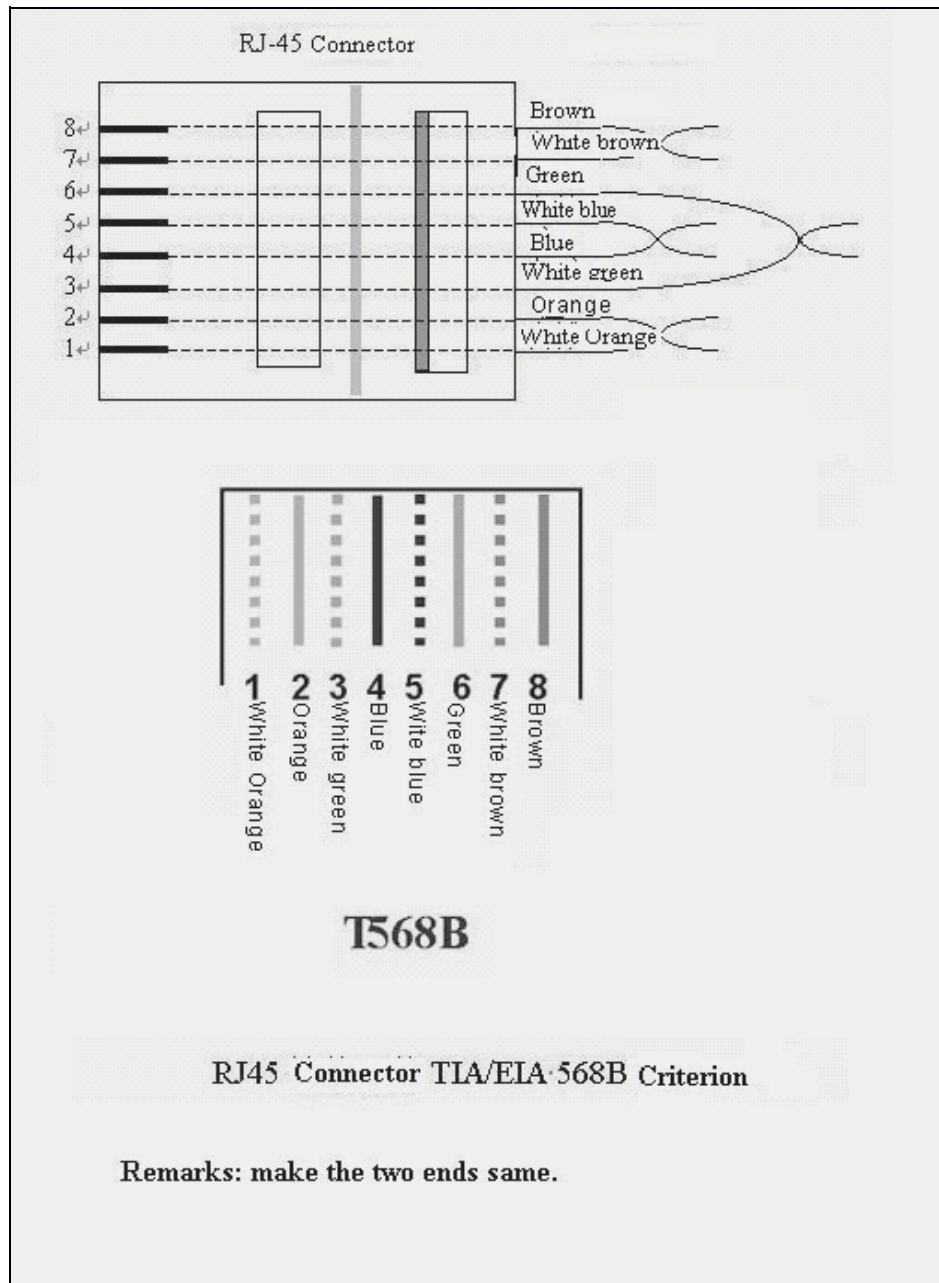 RJ-45 Connector
8↵ Brown
White brown
7↵
Green
6↵
White blue
5↵
Blue
4↵
White green
3↵
Orange
2↵
White Orange
1↵
1 2 3 4 5 6 7 8
White Orange
Orange
White green
Blue
Wite blue
Green
White brown
Brown
T568B
RJ45 Connector TIA/EIA·568B Criterion
Remarks: make the two ends same.